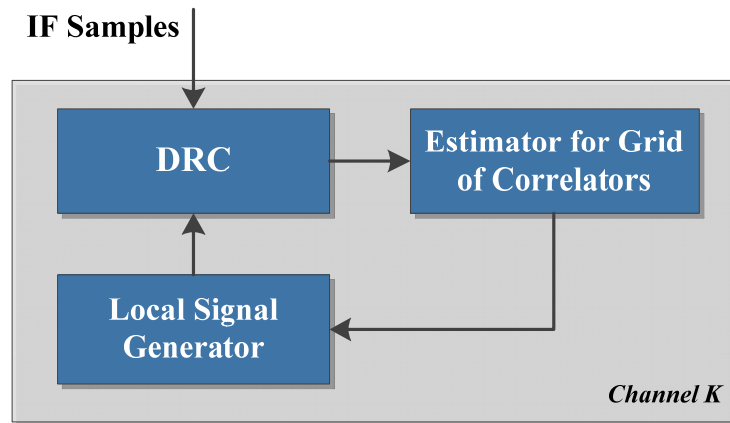 IF Samples
DRC
Estimator for Grid
of Correlators
Local Signal
Generator
Channel K